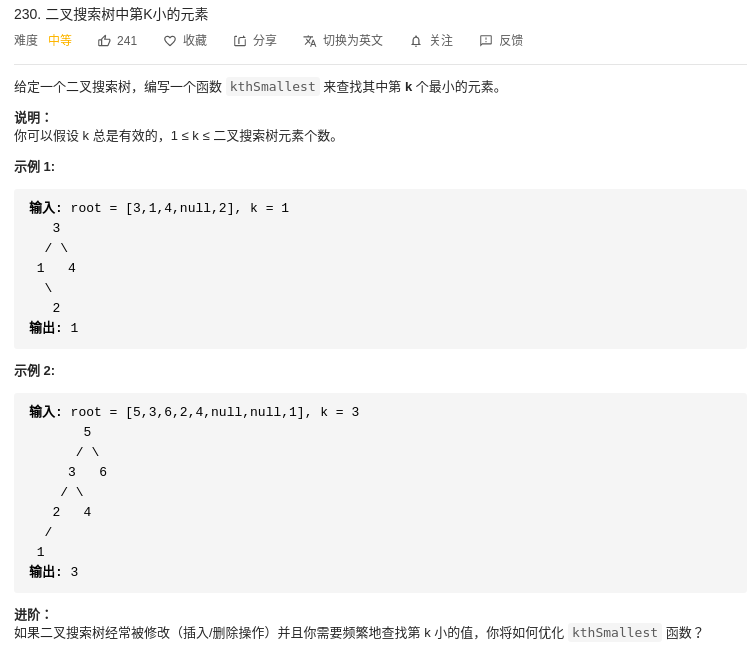 230. 二叉搜索树中第K小的元素
难度 中等 241 收藏 分享 切换为英文 关注 反馈
给定一个二叉搜索树，编写一个函数 kthSmallest 来查找其中第 k 个最小的元素。
说明：
你可以假设 k 总是有效的，1 ≤ k ≤ 二叉搜索树元素个数。
示例 1:
输入: root = [3,1,4,null,2], k = 1
   3
  / \
 1   4
  \
   2
输出: 1
示例 2:
输入: root = [5,3,6,2,4,null,null,1], k = 3
       5
      / \
     3   6
    / \
   2   4
  /
 1
输出: 3
进阶：
如果二叉搜索树经常被修改（插入/删除操作）并且你需要频繁地查找第 k 小的值，你将如何优化 kthSmallest 函数？